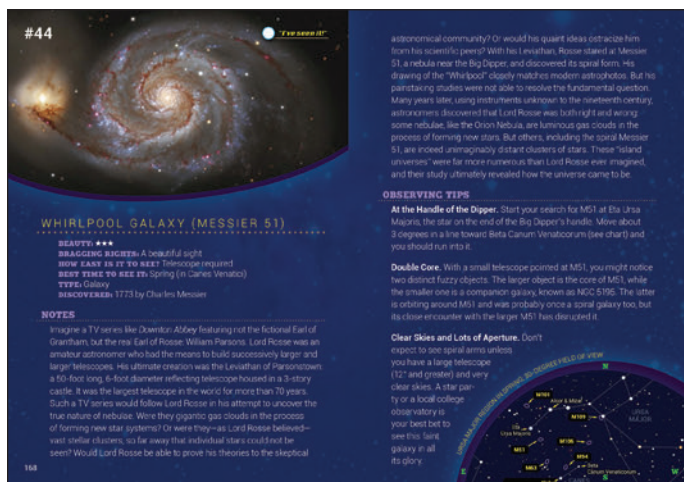 #44
"I've seen it!"
WHIRLPOOL GALAXY (MESSIER 51)
BEAUTY: ★★★
BRAGGING RIGHTS: A beautiful sight
HOW EASY IS IT TO SEE? Telescope required
BEST TIME TO SEE IT: Spring (in Canes Venatici)
TYPE: Galaxy
DISCOVERED: 1773 by Charles Messier
NOTES
Imagine a TV series like Downton Abbey featuring not the fictional Earl of
Grantham, but the real Earl of Rosse: William Parsons. Lord Rosse was an
amateur astronomer who had the means to build successively larger and
larger telescopes. His ultimate creation was the Leviathan of Parsonstown:
a 50-foot long, 6-foot diameter reflecting telescope housed in a 3-story
castle. It was the largest telescope in the world for more than 70 years.
Such a TV series would follow Lord Rosse in his attempt to uncover the
true nature of nebulae. Were they gigantic gas clouds in the process
of forming new star systems? Or were they—as Lord Rosse believed—
vast stellar clusters, so far away that individual stars could not be
seen? Would Lord Rosse be able to prove his theories to the skeptical
168
astronomical community? Or would his quaint ideas ostracize him
from his scientific peers? With his Leviathan, Rosse stared at Messier
51, a nebula near the Big Dipper, and discovered its spiral form. His
drawing of the "Whirlpool" closely matches modern astrophotos. But his
painstaking studies were not able to resolve the fundamental question.
Many years later, using instruments unknown to the nineteenth century,
astronomers discovered that Lord Rosse was both right and wrong:
some nebulae, like the Orion Nebula, are luminous gas clouds in the
process of forming new stars. But others, including the spiral Messier
51, are indeed unimaginably distant clusters of stars. These "island
universes" were far more numerous than Lord Rosse ever imagined,
and their study ultimately revealed how the universe came to be.
OBSERVING TIPS
At the Handle of the Dipper. Start your search for M51 at Eta Ursa
Majoris, the star on the end of the Big Dipper's handle. Move about
3 degrees in a line toward Beta Canum Venaticorum (see chart) and
you should run into it.
Double Core. With a small telescope pointed at M51, you might notice
two distinct fuzzy objects. The larger object is the core of M51, while
the smaller one is a companion galaxy, known as NGC 5195. The latter
is orbiting around M51 and was probably once a spiral galaxy too, but
its close encounter with the larger M51 has disrupted it.
Clear Skies and Lots of Aperture. Don't
expect to see spiral arms unless
you have a large telescope
(12" and greater) and very
clear skies. A star par-
ty or a local college
observatory is
your best bet to
see this faint
galaxy in all
its glory.
URSA MAJOR REGION IN SPRING, 30-DEGREE FIELD OF VIEW
N
M101
Alcor & Mizar
M109
URSA
MAJOR
Eta
Ursa Majoris
M51
M106
M94
M63
Beta
Canum Venaticorum
E
S
W